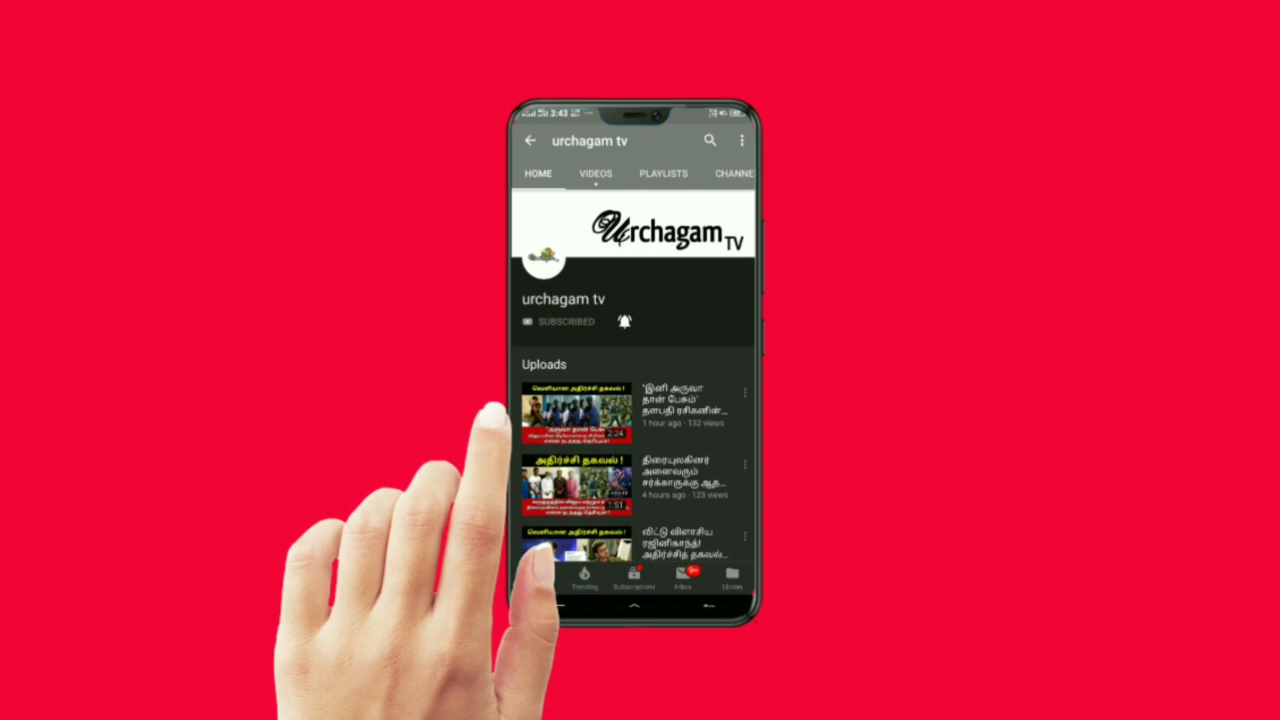 3:43
urchagam tv
HOME VIDEOS PLAYLISTS CHANNE
Urchagam TV
urchagam tv
SUBSCRIBED
Uploads
வெளியான அதிர்ச்சி தகவல் !
2:24
"இனி அருவா
தான் பேசும்'
தளபதி ரசிகனின்...
1 hour ago · 132 views
அதிர்ச்சி தகவல் !
1:51
திரையுலகினர்
அனைவரும்
சர்க்காருக்கு ஆத...
4 hours ago · 123 views
வெளியான அதிர்ச்சி தகவல் !
விட்டு விளாசிய
ரஜினிகாந்த்!
அதிர்ச்சித் தகவல்...
9+
Trending Subscriptions Inbox Library